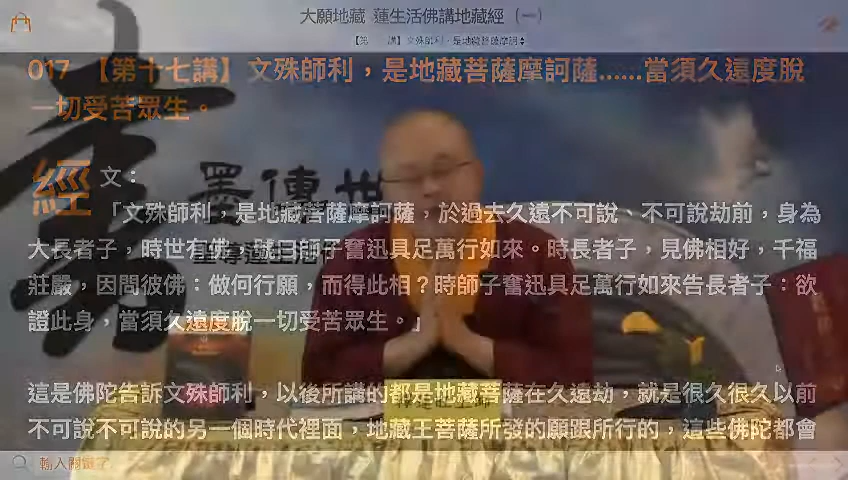 大願地藏 蓮生活佛講地藏經（一）
017 【第十七講】文殊師利，是地藏菩薩摩訶薩……當須久遠度脫
一切受苦眾生。
經文：
「文殊師利，是地藏菩薩摩訶薩，於過去久遠不可說、不可說劫前，身為
大長者子，時世有佛，號曰師子奮迅具足萬行如來。時長者子，見佛相好，千福
莊嚴，因問彼佛：做何行願，而得此相？時師子奮迅具足萬行如來告長者子：欲
證此身，當須久遠度脫一切受苦眾生。」
這是佛陀告訴文殊師利，以後所講的都是地藏菩薩在久遠劫，就是很久很久以前
不可說不可說的另一個時代裡面，地藏王菩薩所發的願跟所行的，這些佛陀都會
輸入關鍵字
書
墨傳世